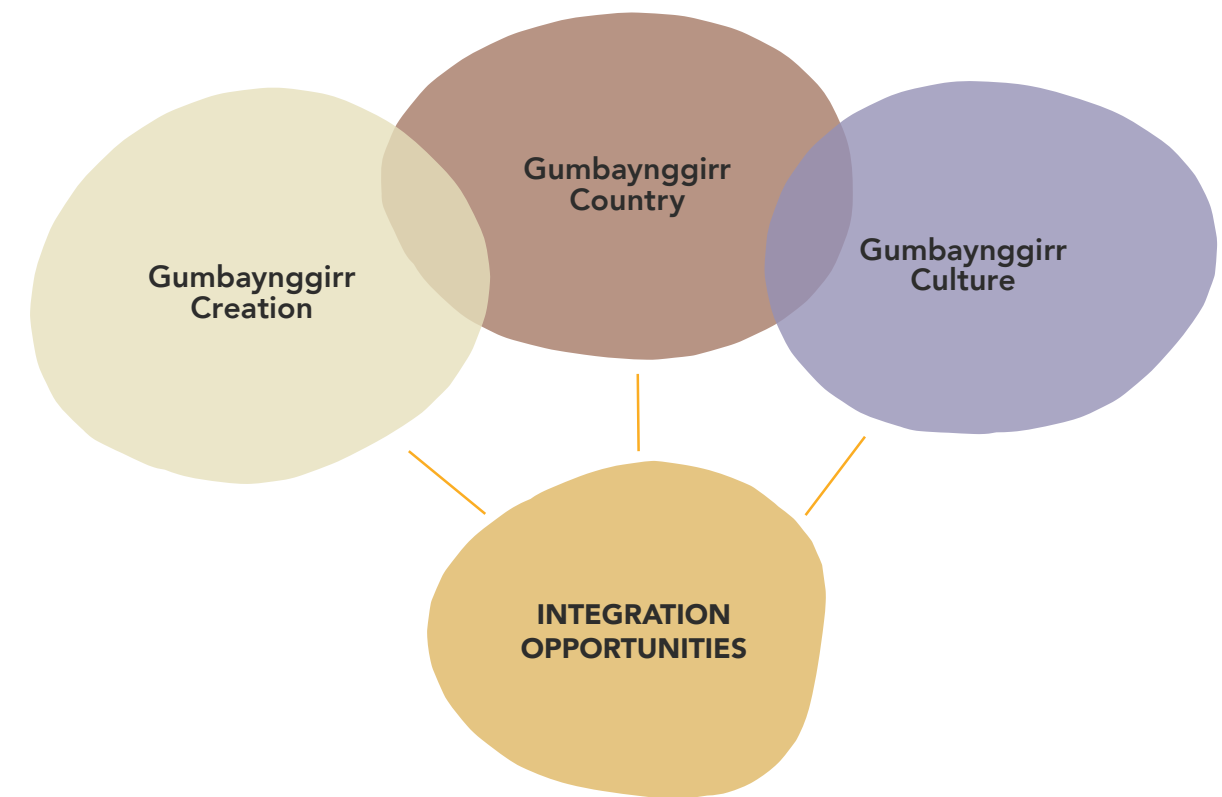 Gumbaynggirr
Country
Gumbaynggirr
Creation
Gumbaynggirr
Culture
INTEGRATION
OPPORTUNITIES